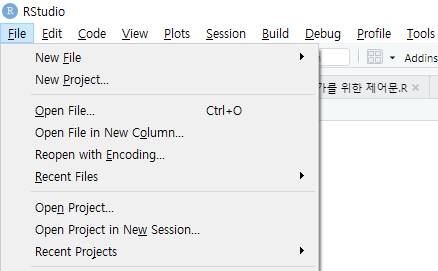 R RStudio
File Edit Code View Plots Session Build Debug Profile Tools
New File
New Project...
Addins
Open File... Ctrl+O
가를 위한 제어문.R ×
Open File in New Column...
Reopen with Encoding...
Recent Files
Open Project...
Open Project in New Session...
Recent Projects